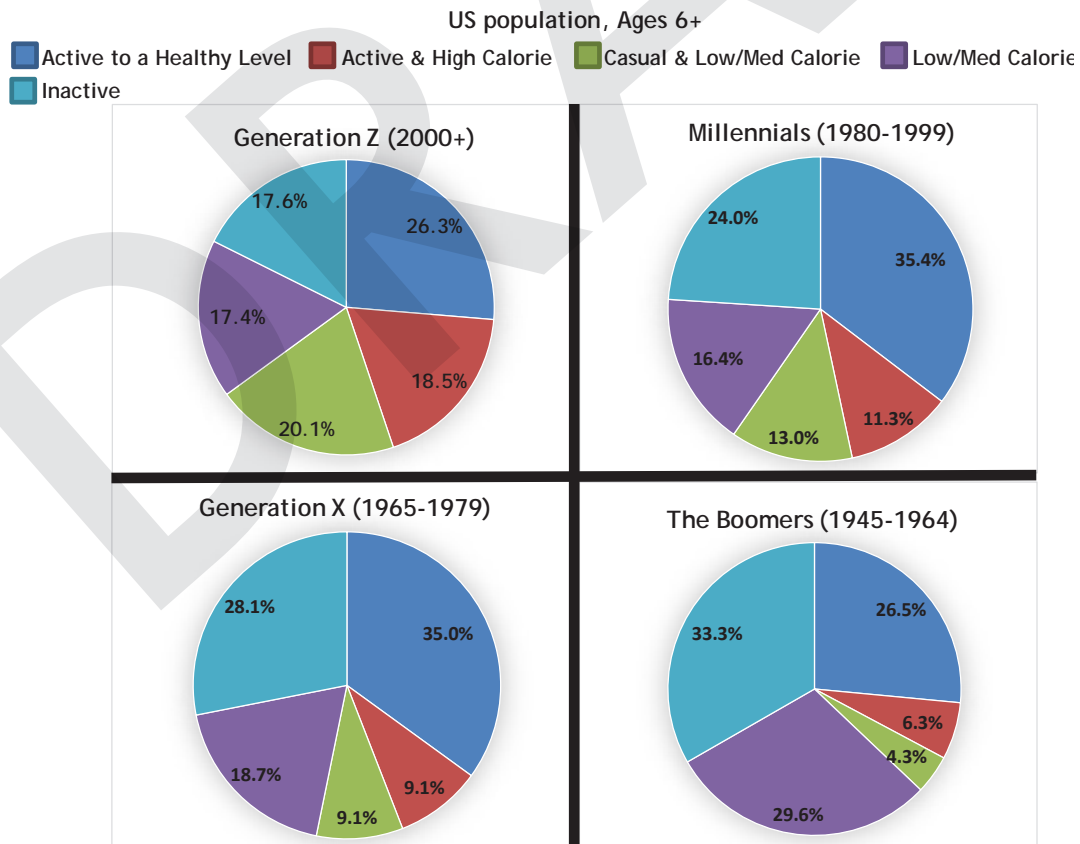 US population, Ages 6+
Active to a Healthy Level Active & High Calorie Casual & Low/Med Calorie Low/Med Calorie
Inactive
Generation Z (2000+)
17.6%
26.3%
17.4%
18.5%
20.1%
Millennials (1980-1999)
24.0%
35.4%
16.4%
11.3%
13.0%
Generation X (1965-1979)
28.1%
35.0%
18.7%
9.1%
9.1%
The Boomers (1945-1964)
26.5%
33.3%
6.3%
4.3%
29.6%